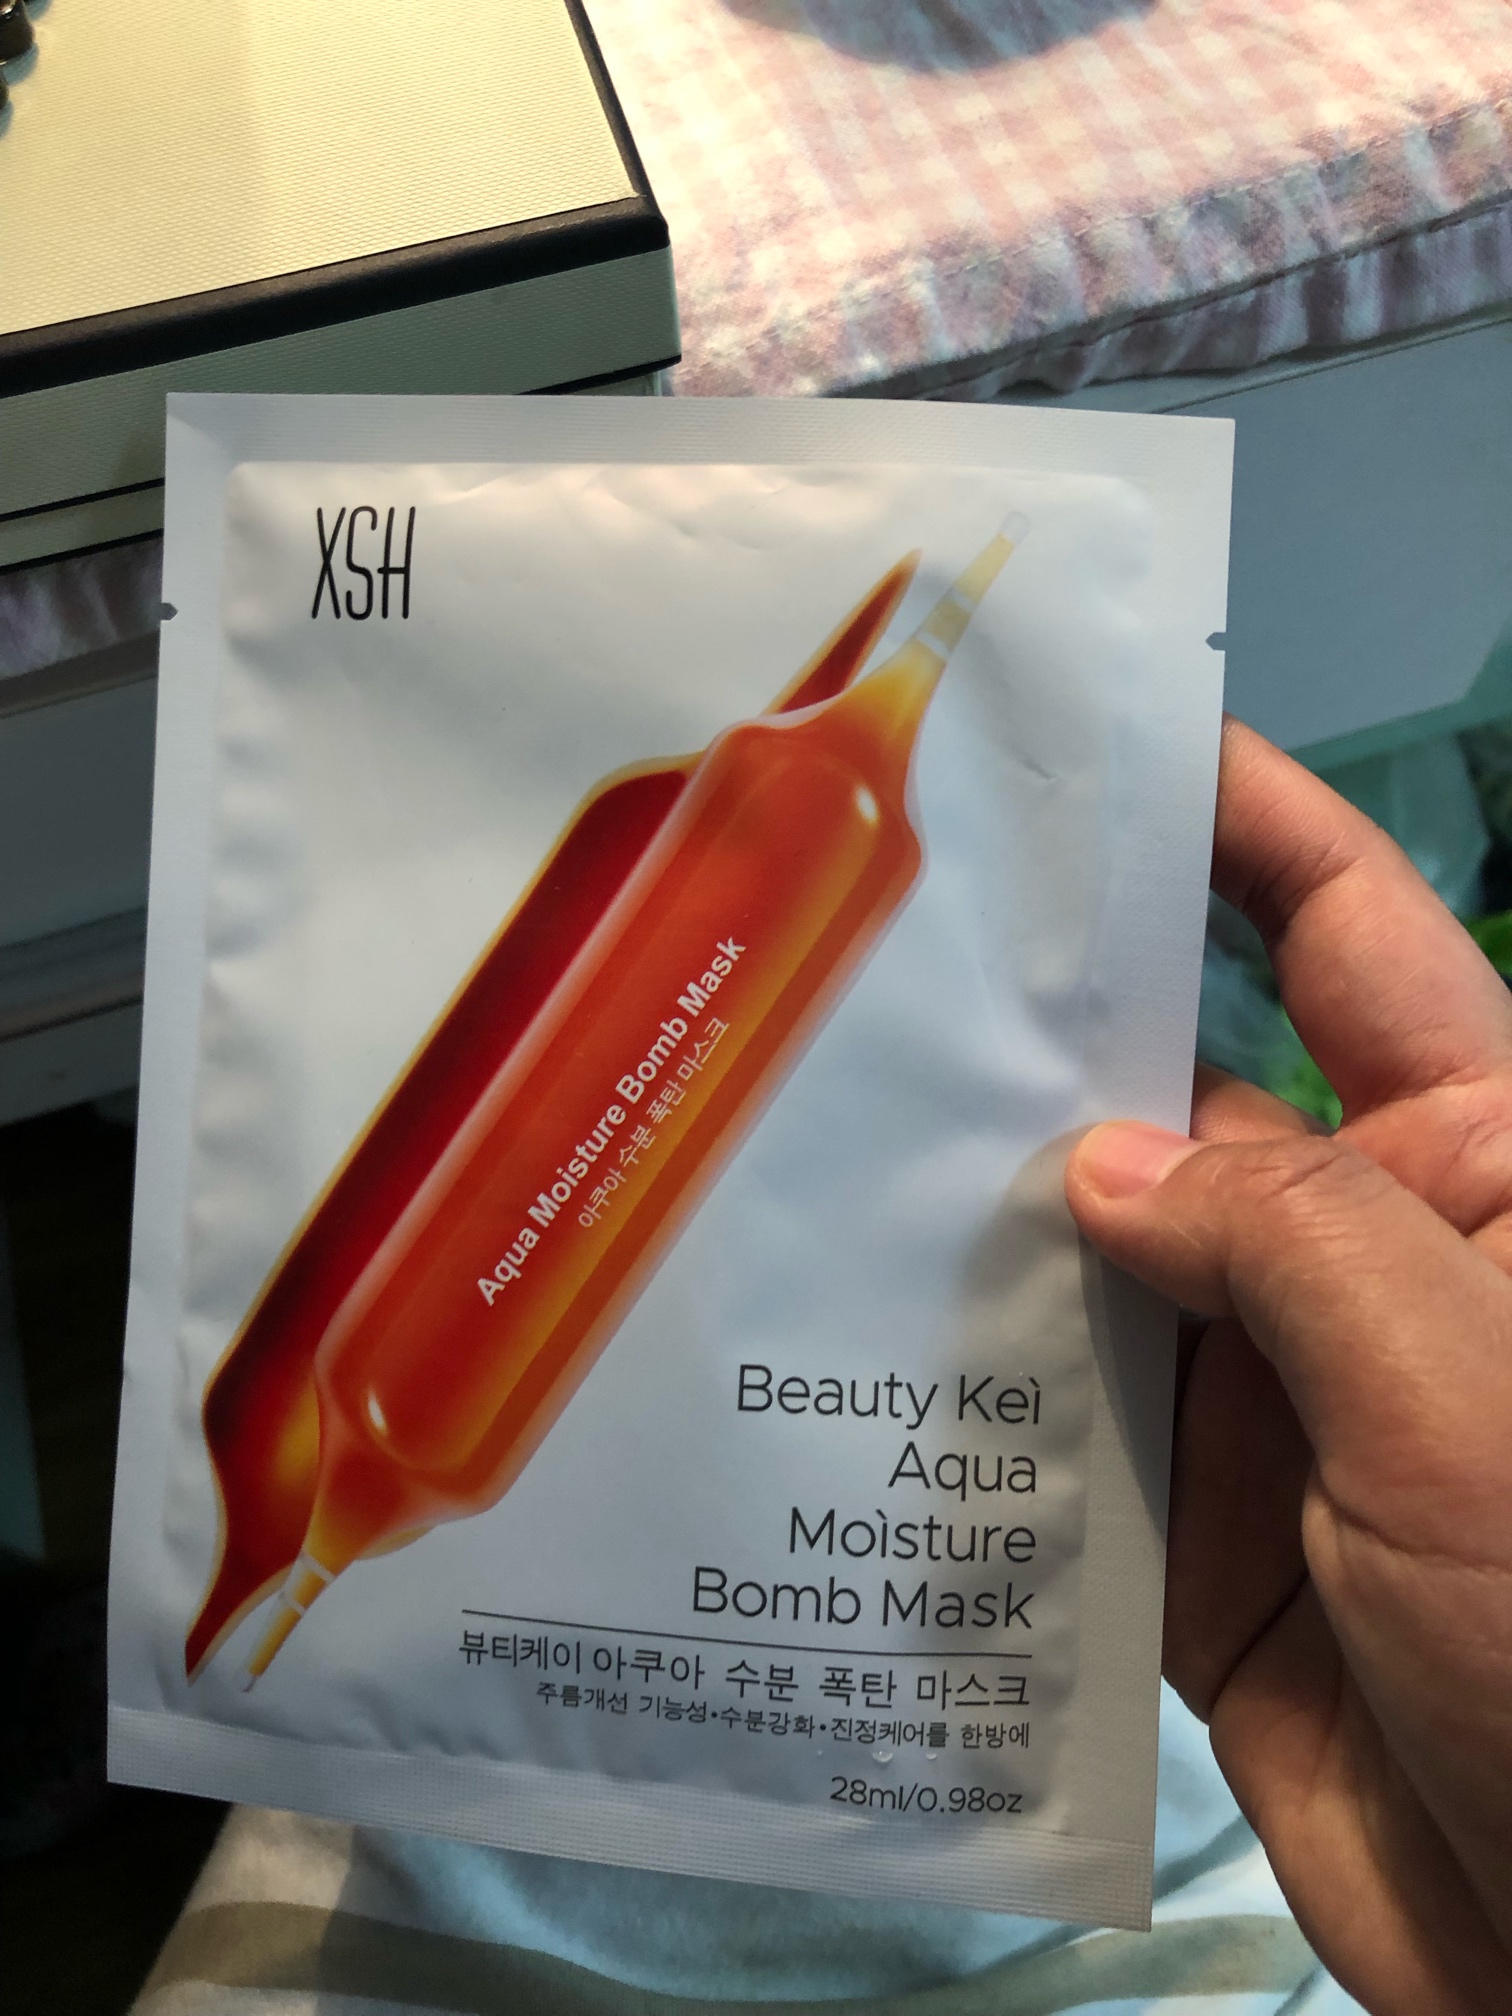 XSH
Aqua Moisture Bomb Mask
아쿠아 수분 폭탄 마스크
Beauty Keì
Aqua
Moìsture
Bomb Mask
뷰티케이 아쿠아 수분 폭탄 마스크
주름개선 기능성•수분강화•진정케어를 한방에
28ml/0.98oz